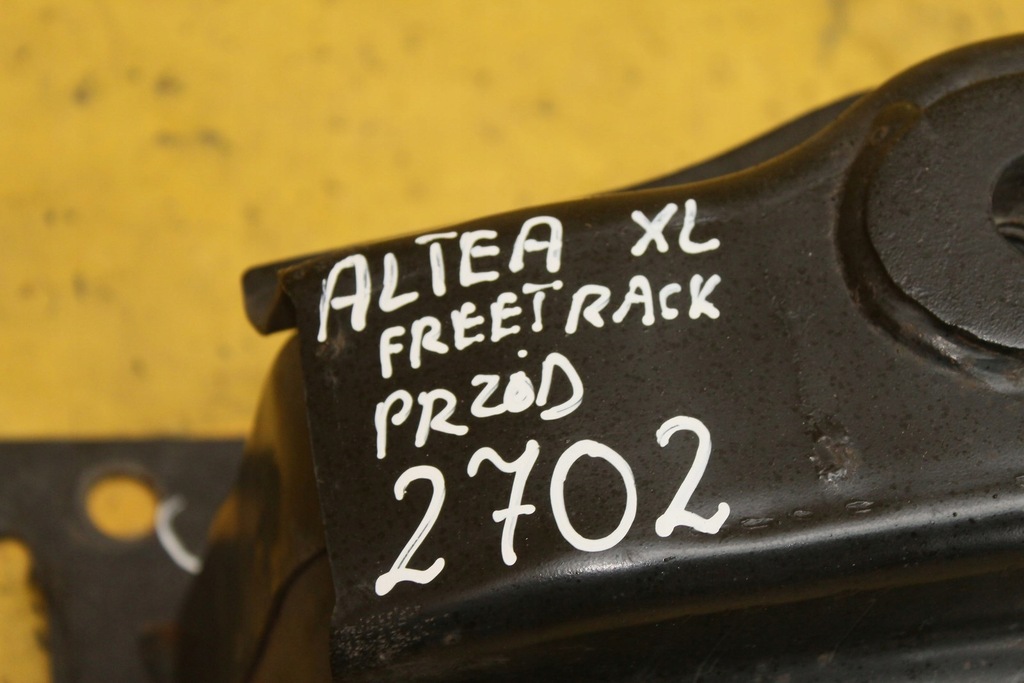 ALTEA XL
FREETRACK
PRZÓD
2702